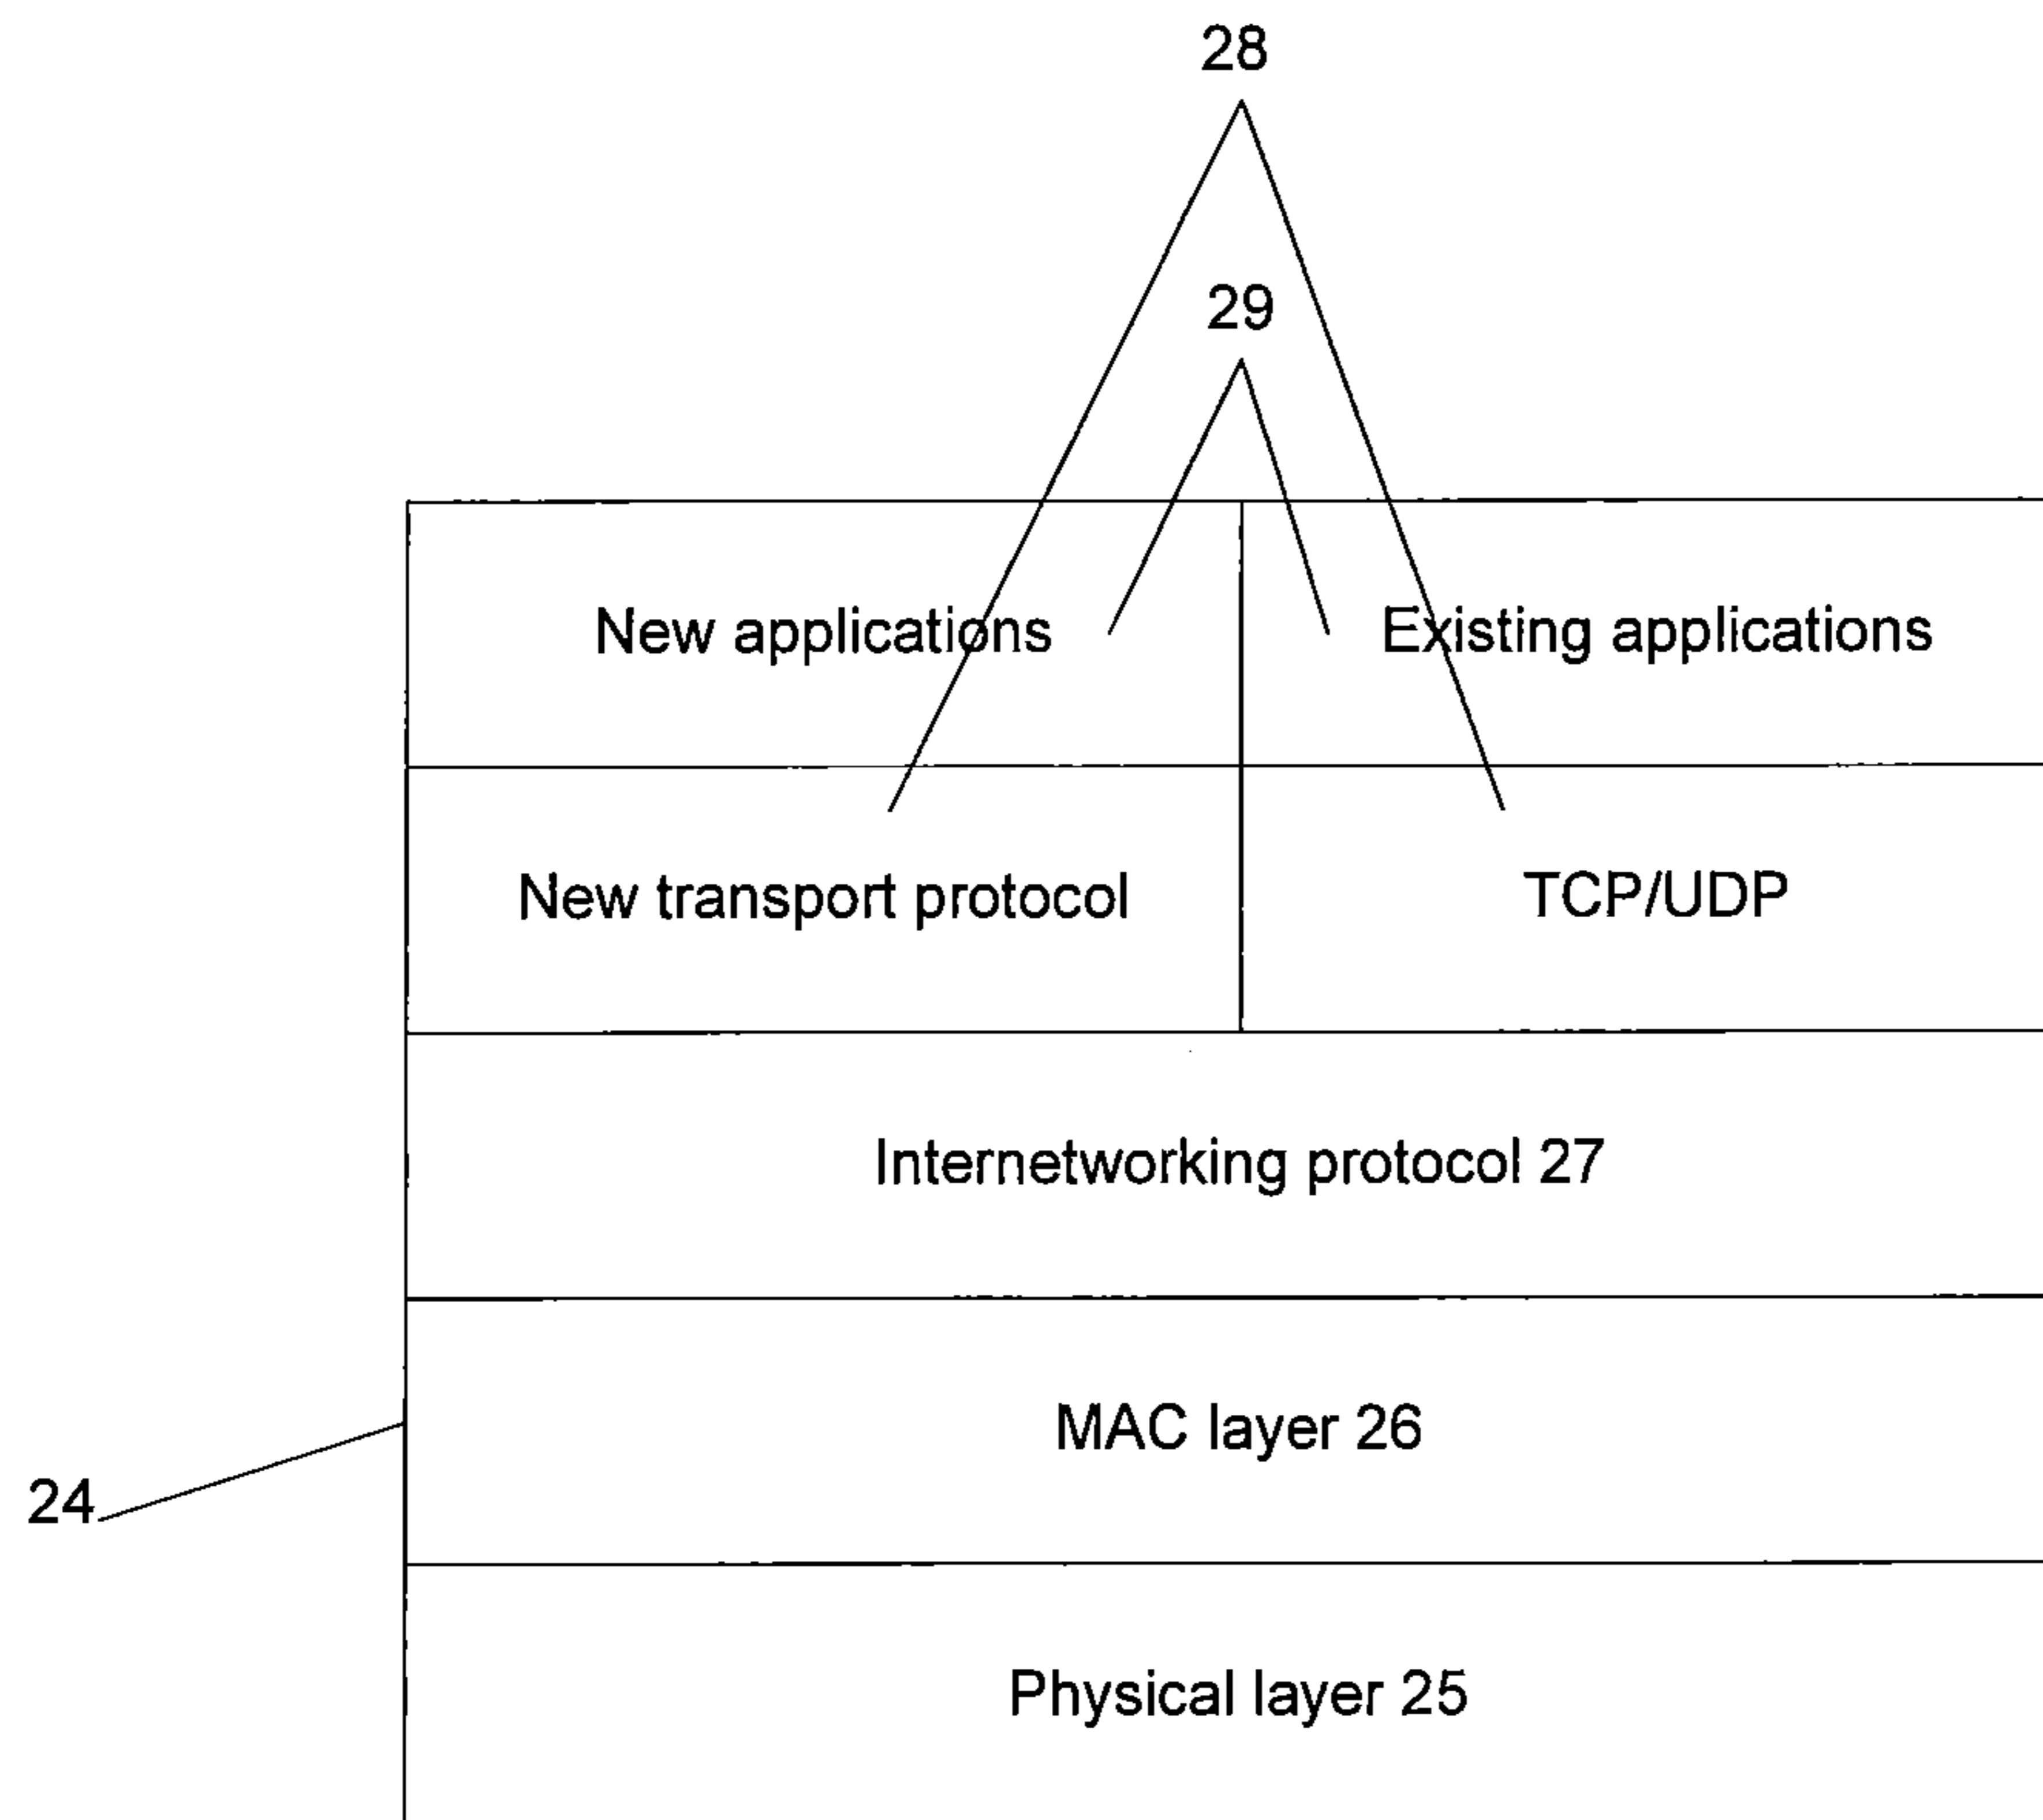 28
29
New applications
Existing applications
New transport protocol
TCP/UDP
Internetworking protocol 27
MAC layer 26
24
Physical layer 25